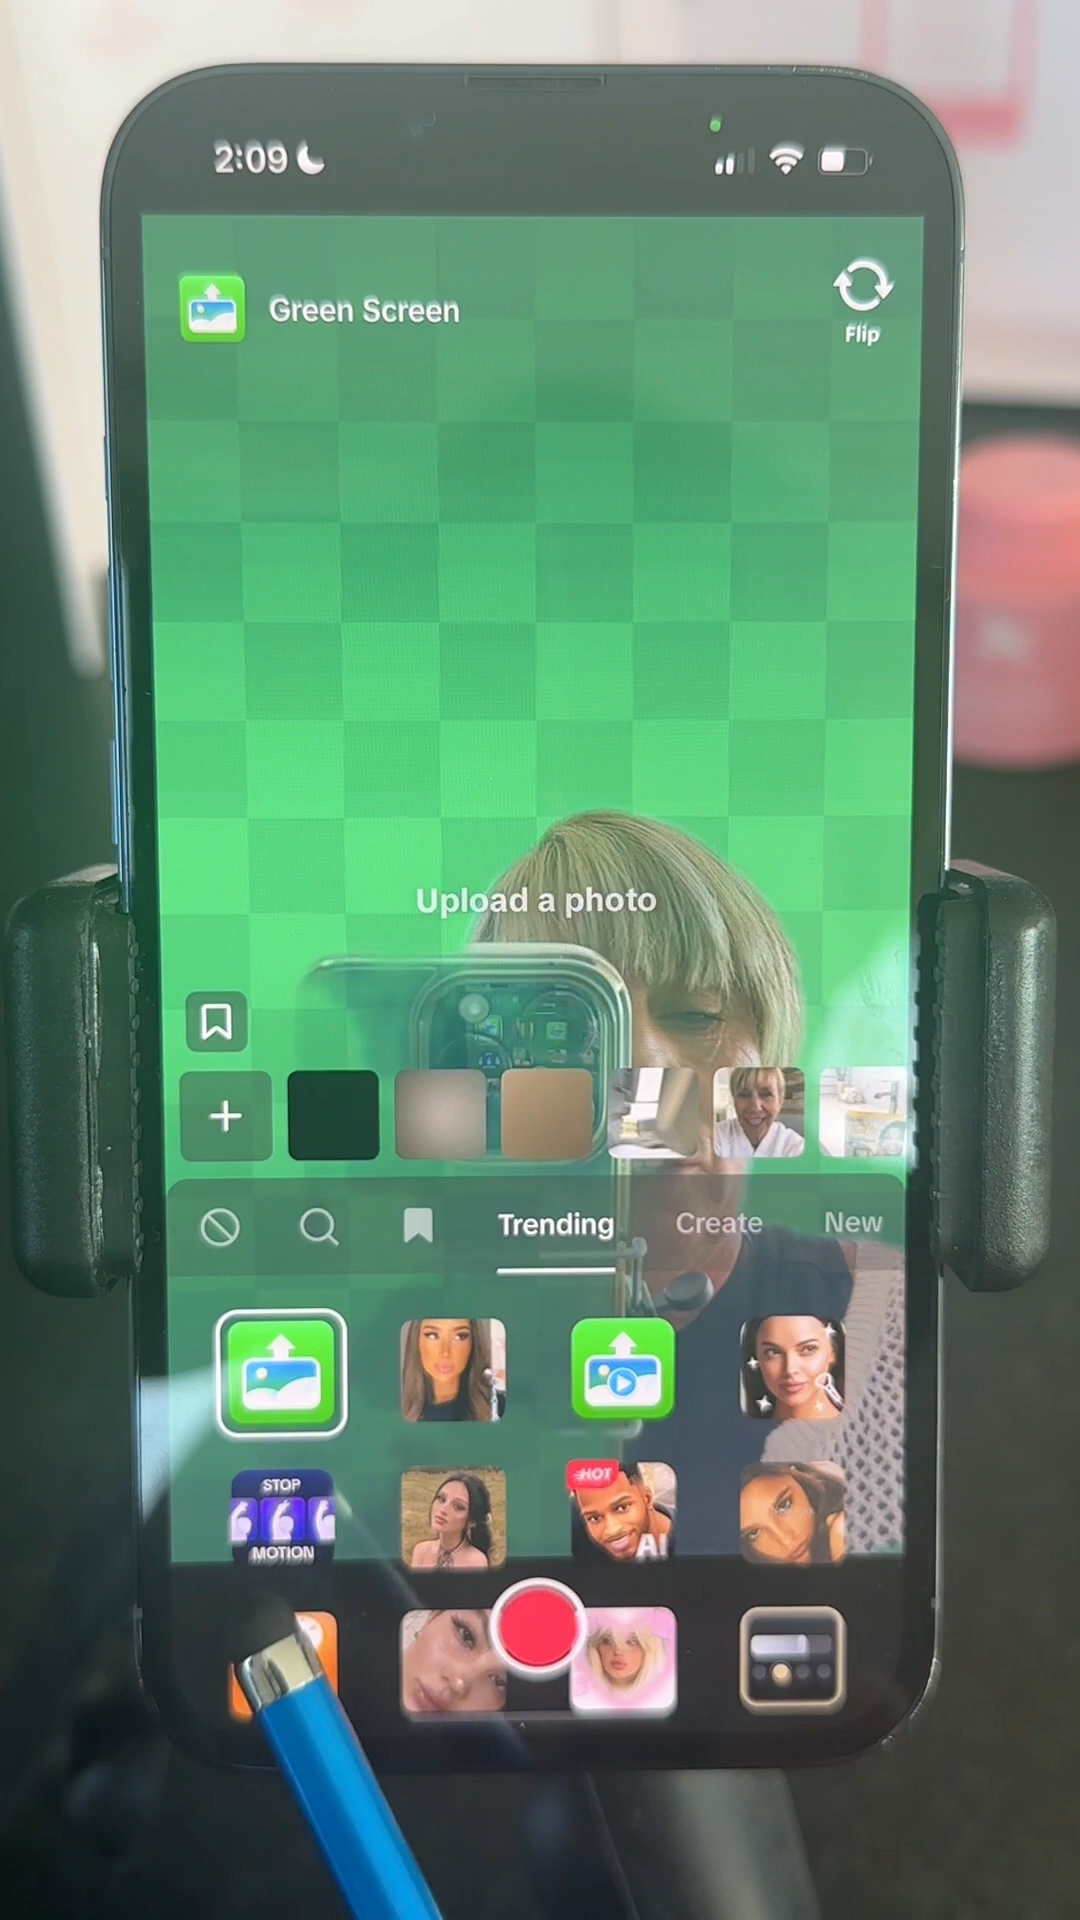 2:09
Green Screen
Flip
Upload a photo
Trending
Create
New
STOP
MOTION
HOT
AI